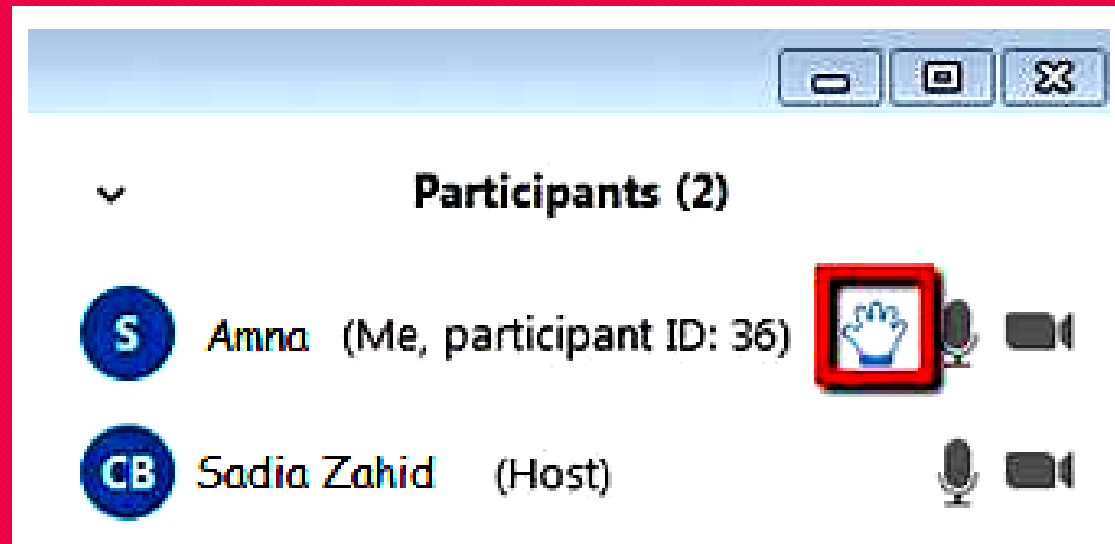 Participants (2)
S Amna (Me, participant ID: 36)
CB Sadia Zahid (Host)